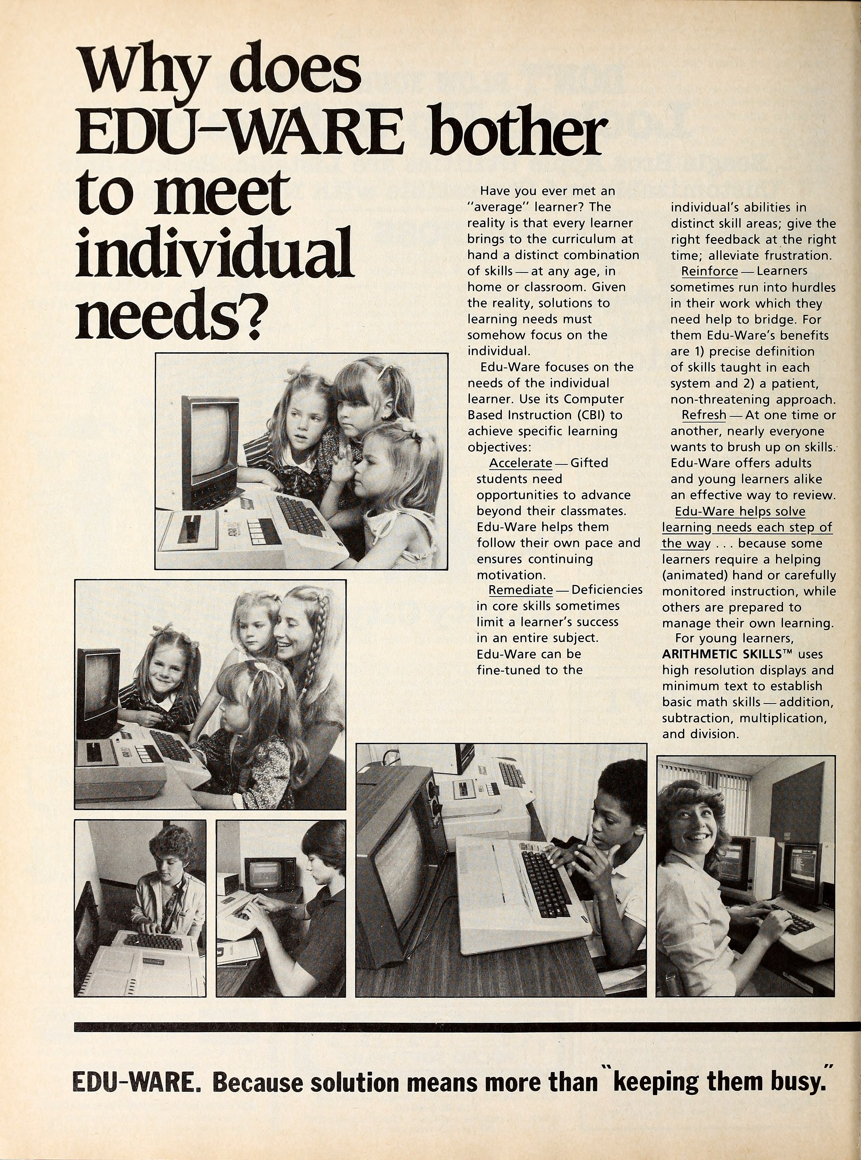 Why does
EDU-WARE bother
to meet
individual
needs?
Have you ever met an
"average" learner? The
reality is that every learner
brings to the curriculum at
hand a distinct combination
of skills — at any age, in
home or classroom. Given
the reality, solutions to
learning needs must
somehow focus on the
individual.
Edu-Ware focuses on the
needs of the individual
learner. Use its Computer
Based Instruction (CBI) to
achieve specific learning
objectives:
Accelerate — Gifted
students need
opportunities to advance
beyond their classmates.
Edu-Ware helps them
follow their own pace and
ensures continuing
motivation.
Remediate — Deficiencies
in core skills sometimes
limit a learner's success
in an entire subject.
Edu-Ware can be
fine-tuned to the
individual's abilities in
distinct skill areas; give the
right feedback at the right
time; alleviate frustration.
Reinforce — Learners
sometimes run into hurdles
in their work which they
need help to bridge. For
them Edu-Ware's benefits
are 1) precise definition
of skills taught in each
system and 2) a patient,
non-threatening approach.
Refresh — At one time or
another, nearly everyone
wants to brush up on skills.
Edu-Ware offers adults
and young learners alike
an effective way to review.
Edu-Ware helps solve
learning needs each step of
the way . . . because some
learners require a helping
(animated) hand or carefully
monitored instruction, while
others are prepared to
manage their own learning.
For young learners,
ARITHMETIC SKILLS™ uses
high resolution displays and
minimum text to establish
basic math skills — addition,
subtraction, multiplication,
and division.
EDU-WARE. Because solution means more than "keeping them busy."